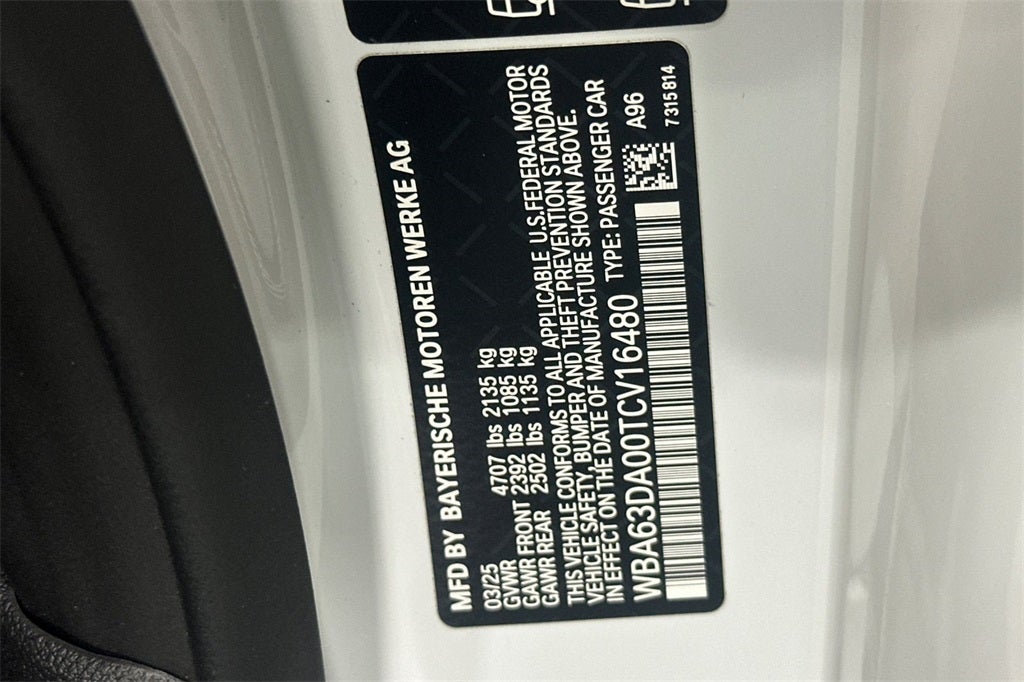 MFD BY BAYERISCHE MOTOREN WERKE AG
03/25
GVWR 4707 lbs 2135 kg
GAWR FRONT 2392 lbs 1085 kg
GAWR REAR 2502 lbs 1135 kg
THIS VEHICLE CONFORMS TO ALL APPLICABLE U.S.FEDERAL MOTOR
VEHICLE SAFETY, BUMPER AND THEFT PREVENTION STANDARDS
IN EFFECT ON THE DATE OF MANUFACTURE SHOWN ABOVE.
WBA63DA00TCV16480 TYPE: PASSENGER CAR
A96
7315814